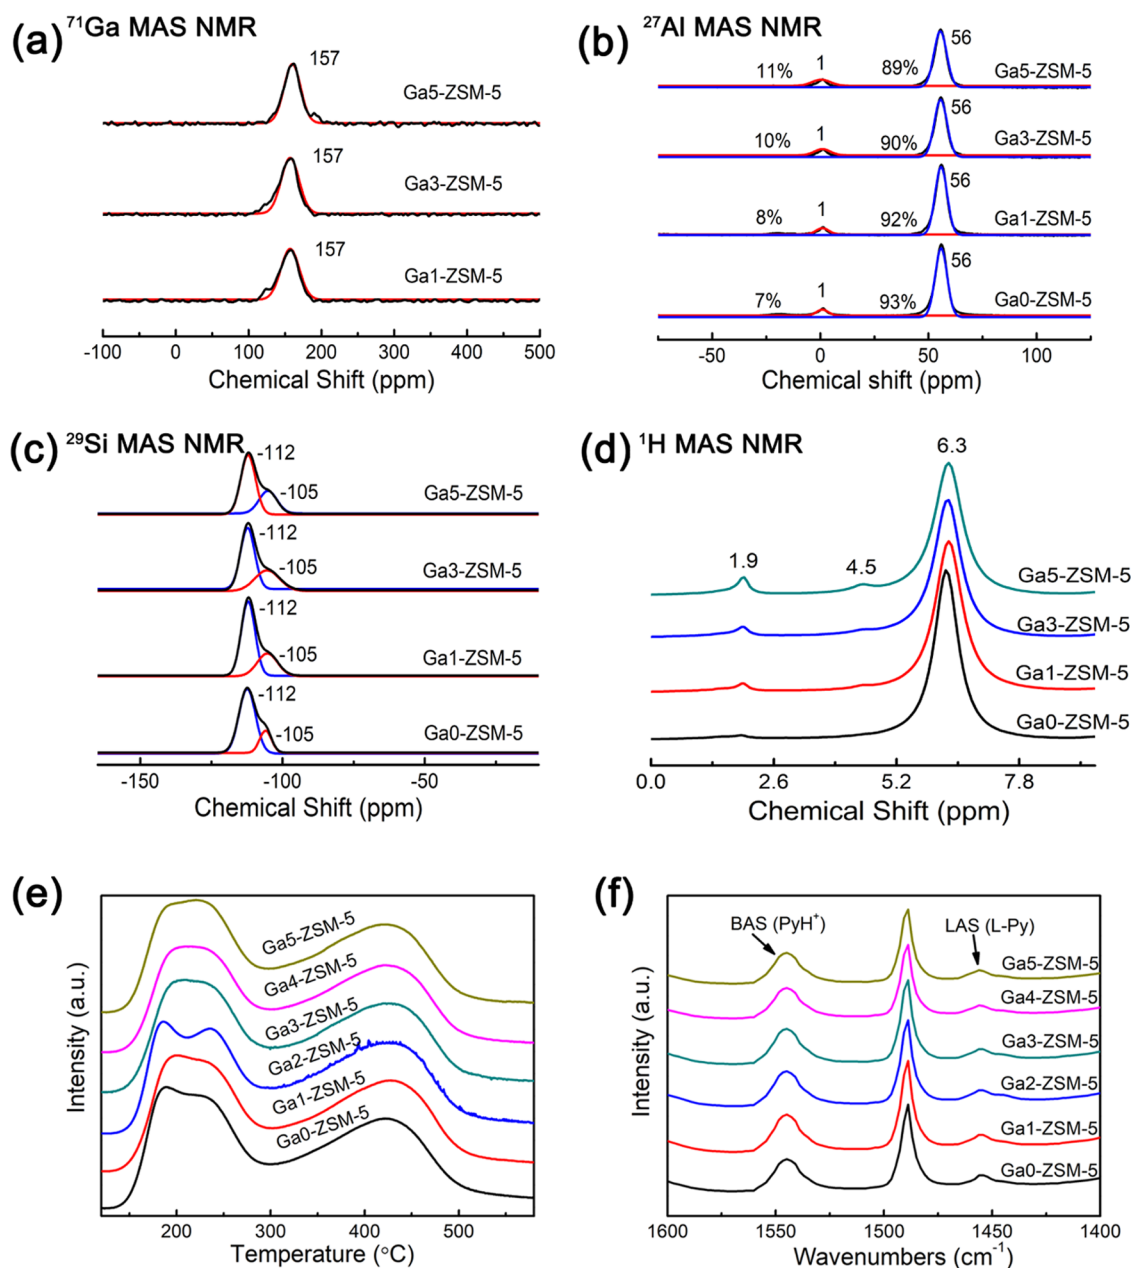 (a) ⁷¹Ga MAS NMR
157
Ga5-ZSM-5
157
Ga3-ZSM-5
157
Ga1-ZSM-5
-100 0 100 200 300 400 500
Chemical Shift (ppm)
(b) ²⁷Al MAS NMR
56
11% 1 89% Ga5-ZSM-5
56
10% 1 90% Ga3-ZSM-5
56
8% 1 92% Ga1-ZSM-5
56
7% 1 93% Ga0-ZSM-5
-50 0 50 100
Chemical shift (ppm)
(c) ²⁹Si MAS NMR
-112
-105 Ga5-ZSM-5
-112
-105 Ga3-ZSM-5
-112
-105 Ga1-ZSM-5
-112
-105 Ga0-ZSM-5
-150 -100 -50
Chemical Shift (ppm)
(d) ¹H MAS NMR
6.3
1.9 4.5
Ga5-ZSM-5
Ga3-ZSM-5
Ga1-ZSM-5
Ga0-ZSM-5
0.0 2.6 5.2 7.8
Chemical Shift (ppm)
(e)
Intensity (a.u.)
Ga5-ZSM-5
Ga4-ZSM-5
Ga3-ZSM-5
Ga2-ZSM-5
Ga1-ZSM-5
Ga0-ZSM-5
200 300 400 500
Temperature (°C)
(f)
Intensity (a.u.)
BAS (PyH⁺) LAS (L-Py)
Ga5-ZSM-5
Ga4-ZSM-5
Ga3-ZSM-5
Ga2-ZSM-5
Ga1-ZSM-5
Ga0-ZSM-5
1600 1550 1500 1450 1400
Wavenumbers (cm⁻¹)